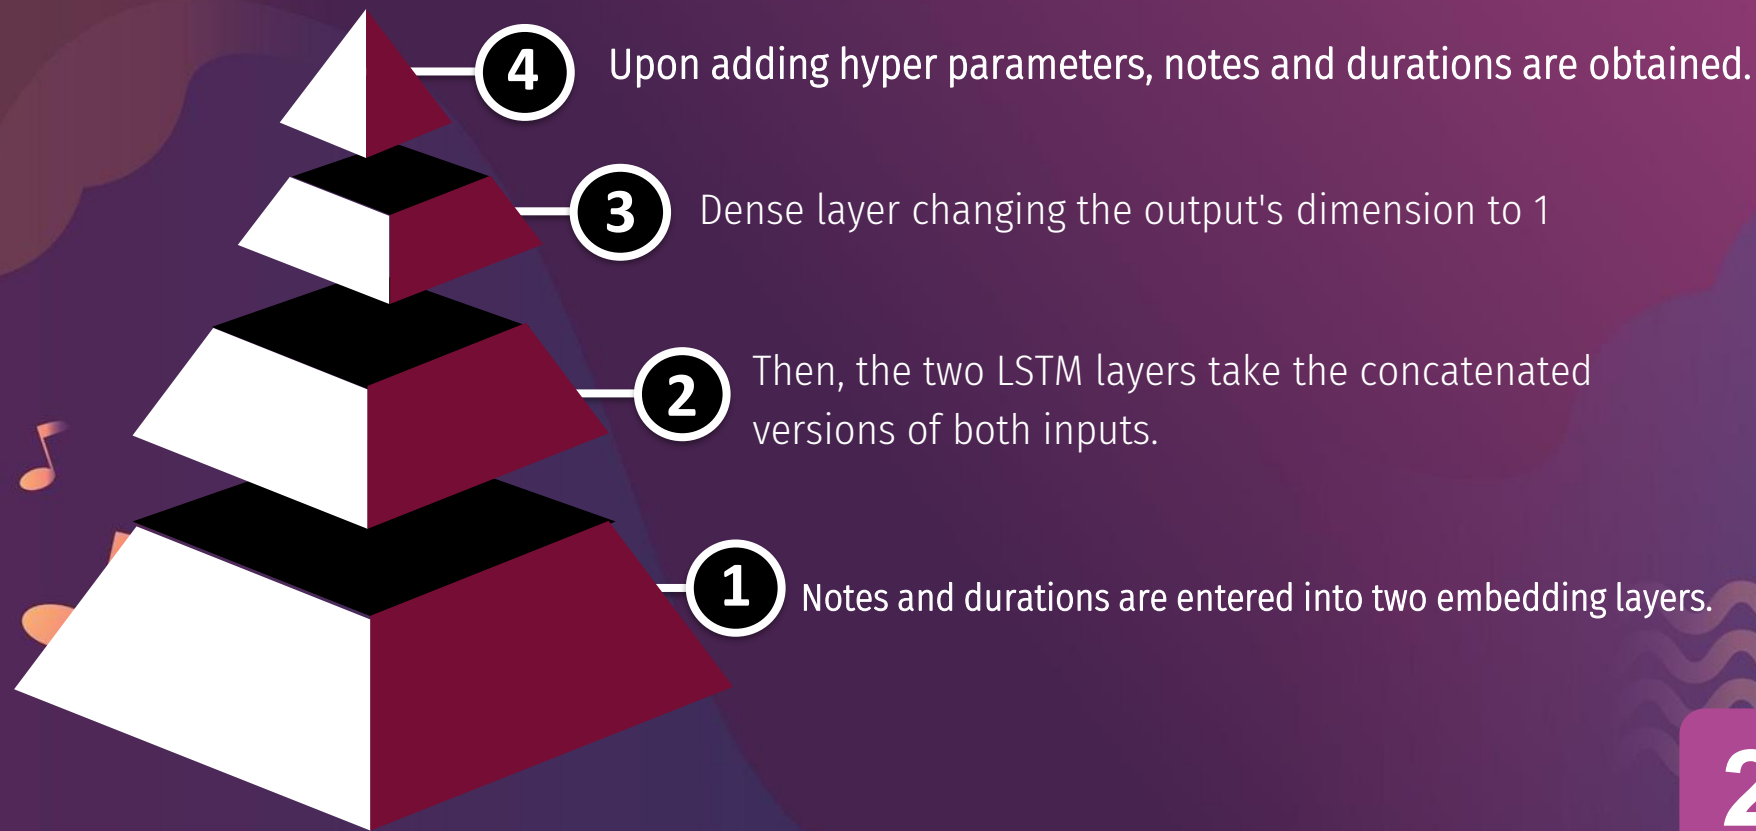 4
Upon adding hyper parameters, notes and durations are obtained.
3
Dense layer changing the output's dimension to 1
2
Then, the two LSTM layers take the concatenated
versions of both inputs.
1
Notes and durations are entered into two embedding layers.
2